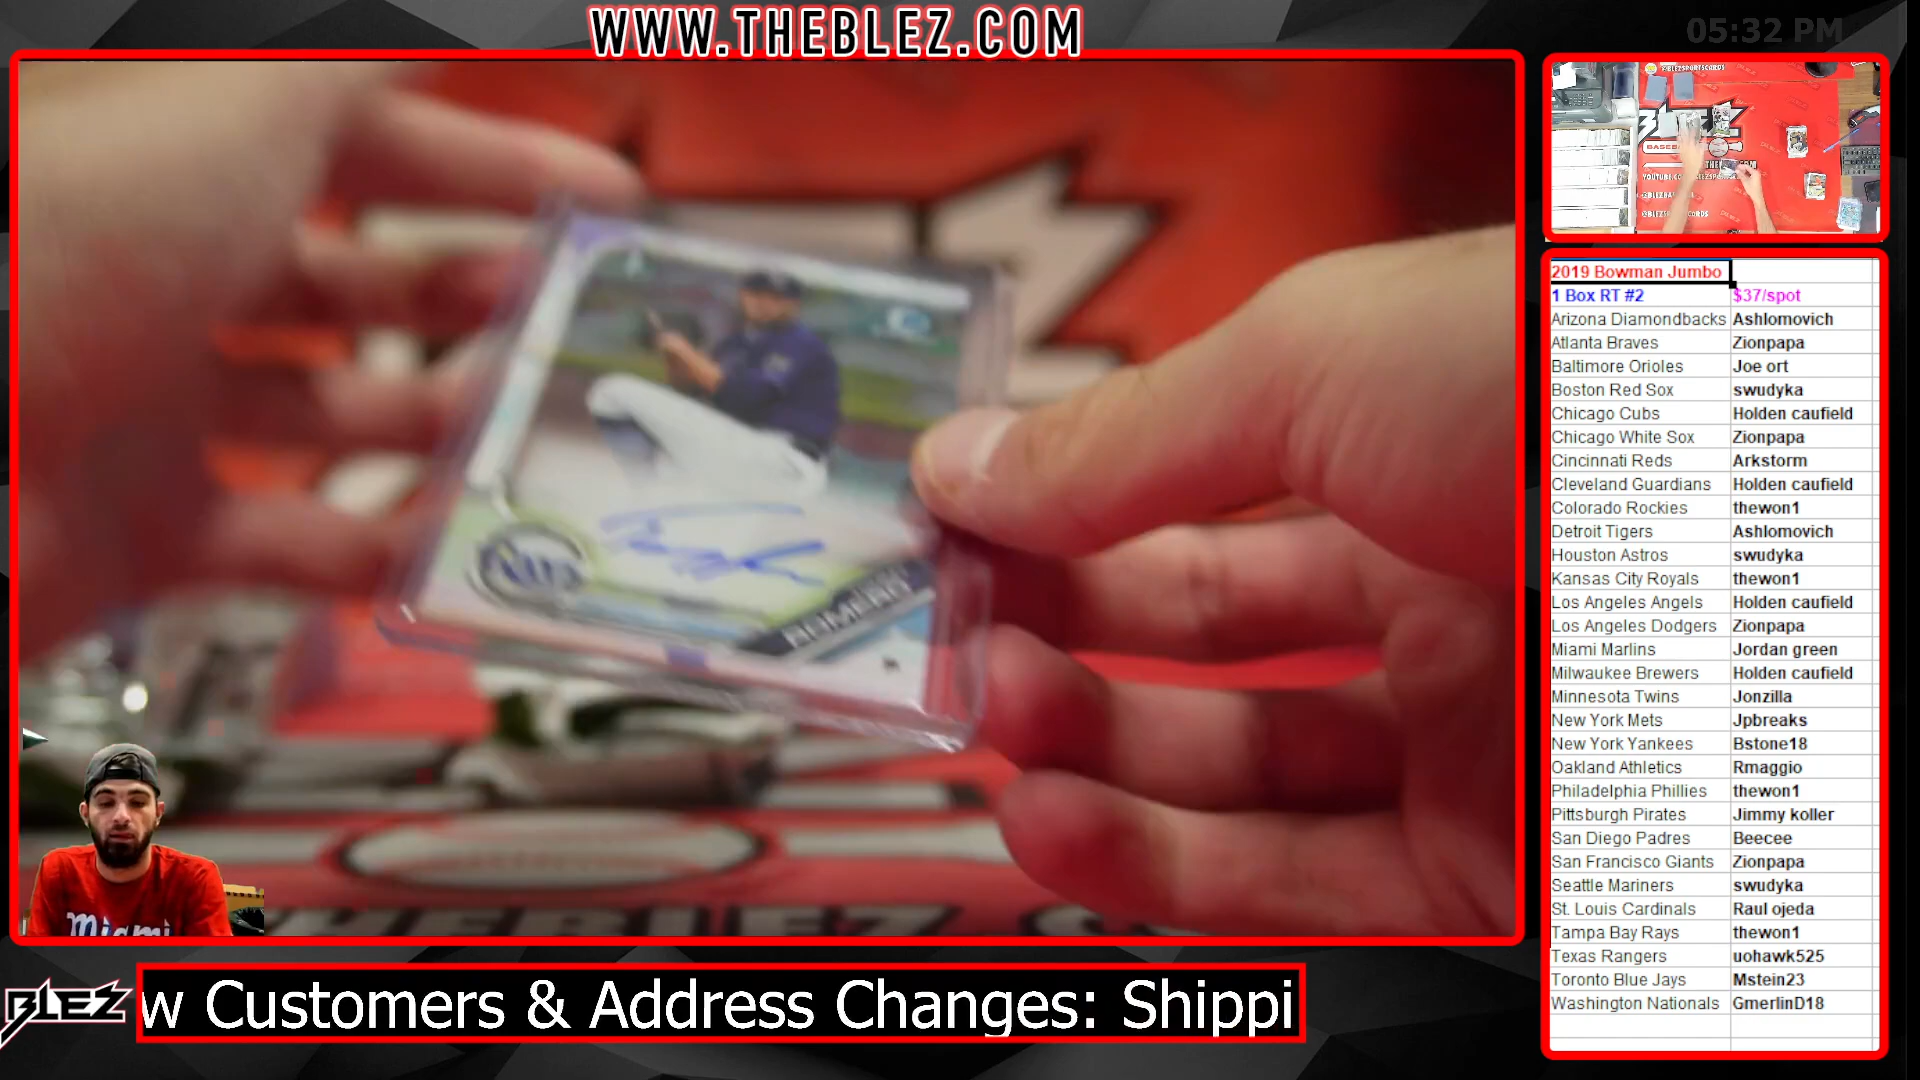 WWW.THEBLEZ.COM
05:32 PM
@BLEZSPORTSCARDS
2019 Bowman Jumbo
1 Box RT #2 $37/spot
Arizona Diamondbacks Ashlomovich
Atlanta Braves Zionpapa
Baltimore Orioles Joe ort
Boston Red Sox swudyka
Chicago Cubs Holden caufield
Chicago White Sox Zionpapa
Cincinnati Reds Arkstorm
Cleveland Guardians Holden caufield
Colorado Rockies thewon1
Detroit Tigers Ashlomovich
Houston Astros swudyka
Kansas City Royals thewon1
Los Angeles Angels Holden caufield
Los Angeles Dodgers Zionpapa
Miami Marlins Jordan green
Milwaukee Brewers Holden caufield
Minnesota Twins Jonzilla
New York Mets Jpbreaks
New York Yankees Bstone18
Oakland Athletics Rmaggio
Philadelphia Phillies thewon1
Pittsburgh Pirates Jimmy koller
San Diego Padres Beecee
San Francisco Giants Zionpapa
Seattle Mariners swudyka
St. Louis Cardinals Raul ojeda
Tampa Bay Rays thewon1
Texas Rangers uohawk525
Toronto Blue Jays Mstein23
Washington Nationals GmerlinD18
ROMERO
Miami
BLEZ
w Customers & Address Changes: Shippi